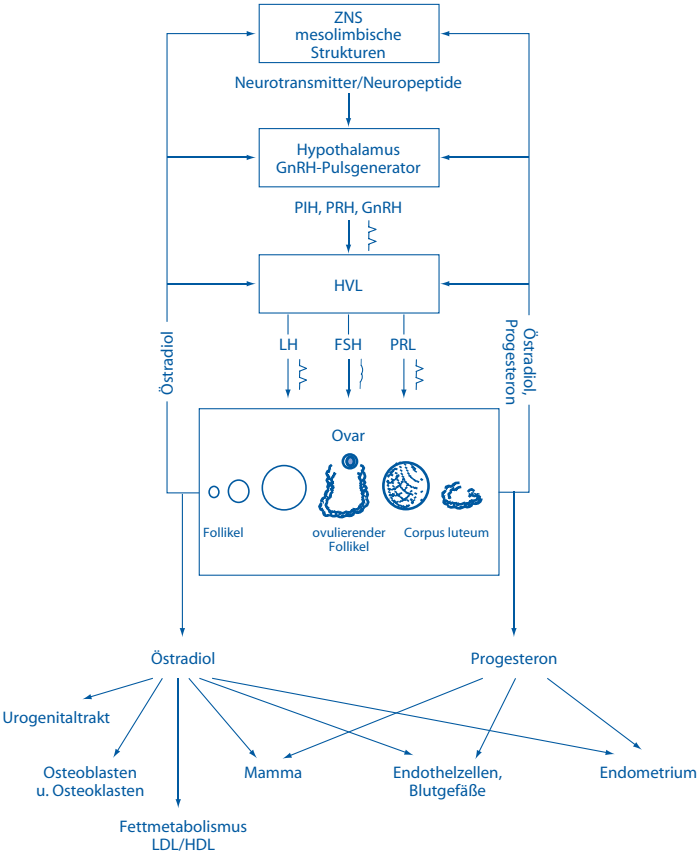 ZNS
mesolimbische
Strukturen
Neurotransmitter/Neuropeptide
Hypothalamus
GnRH-Pulsgenerator
PIH, PRH, GnRH
HVL
Östradiol
Östradiol,
Progesteron
LH
FSH
PRL
Ovar
Follikel
ovulierender
Follikel
Corpus luteum
Östradiol
Progesteron
Urogenitaltrakt
Osteoblasten
u. Osteoklasten
Mamma
Endothelzellen,
Blutgefäße
Endometrium
Fettmetabolismus
LDL/HDL